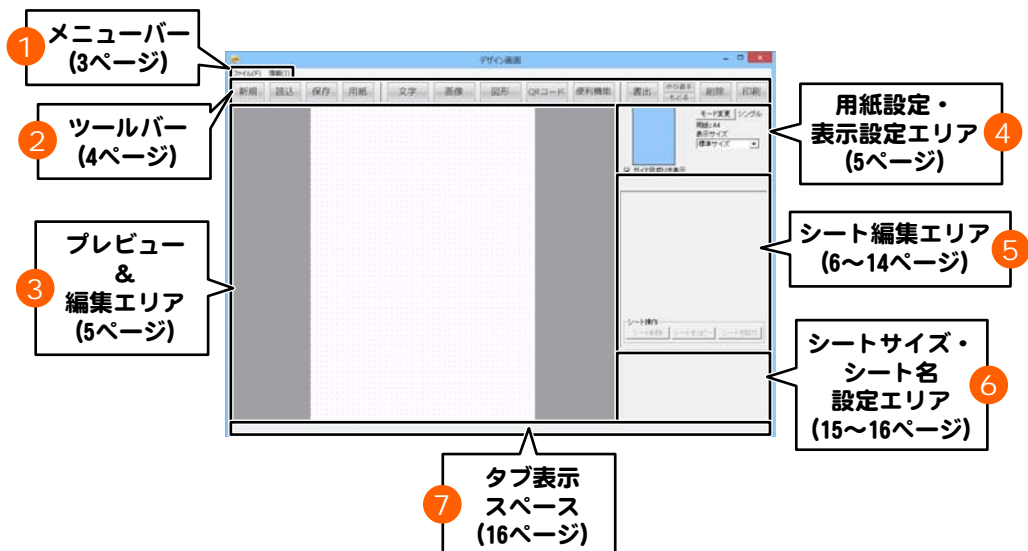 1
メニューバー
(3ページ)
2
ツールバー
(4ページ)
3
プレビュー
&
編集エリア
(5ページ)
デザイン画面
ファイル(F) 情報(I)
新規 読込 保存 用紙 文字 画像 図形 QRコード 便利機能 書出 やり直す 削除 印刷
もどる
モード変更 シングル
用紙:A4
表示サイズ
標準サイズ
シート操作
シート削除 シートをコピー
用紙設定・
表示設定エリア
(5ページ)
4
シート編集エリア
(6~14ページ)
5
シートサイズ・
シート名
設定エリア
(15~16ページ)
6
7
タブ表示
スペース
(16ページ)